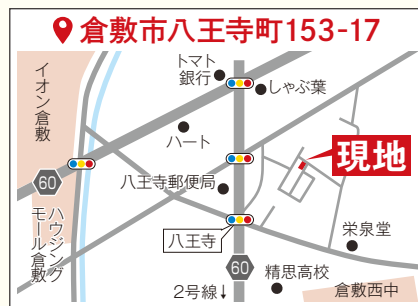 倉敷市八王寺町153-17
イオン倉敷
トマト
銀行
しゃぶ葉
ハート
現地
60
八王寺郵便局
ハウジング
モール倉敷
八王寺
栄泉堂
60
精思高校
2号線↓
倉敷西中